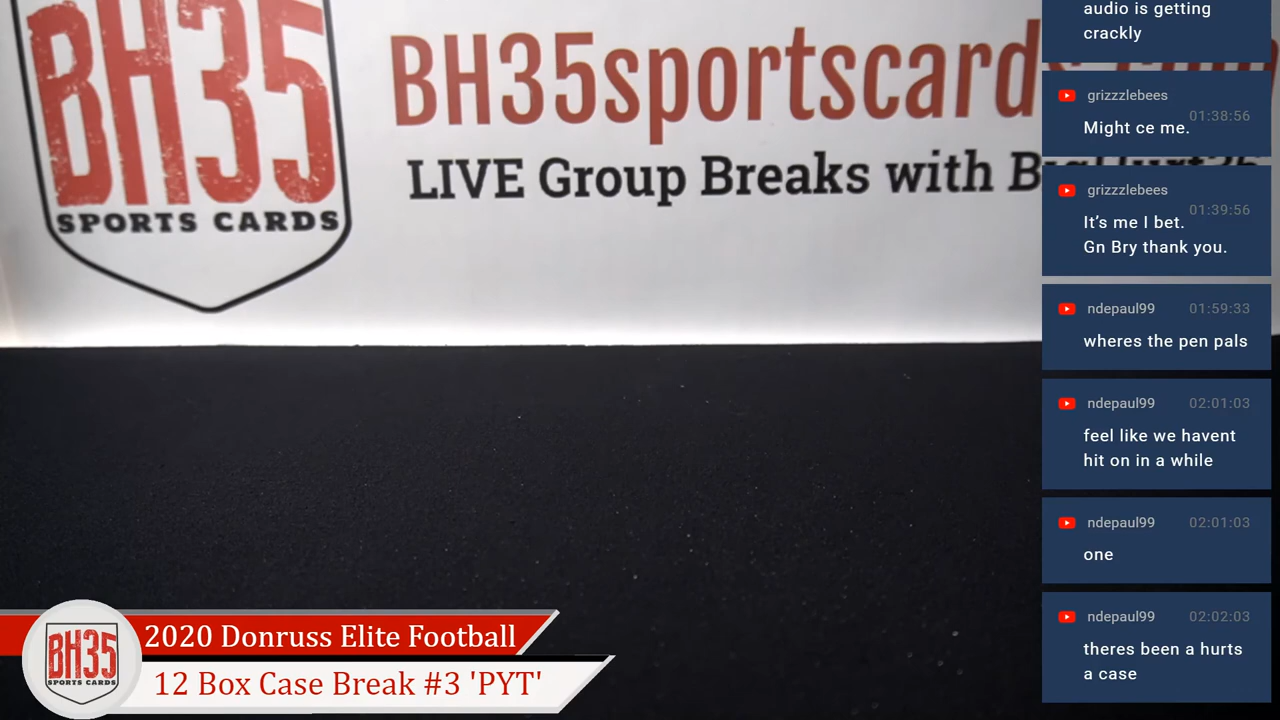 BH35
SPORTS CARDS
BH35sportscard
LIVE Group Breaks with
audio is getting
crackly
grizzzlebees
01:38:56
Might ce me.
grizzzlebees
01:39:56
It's me I bet.
Gn Bry thank you.
ndepaul99 01:59:33
wheres the pen pals
ndepaul99 02:01:03
feel like we havent
hit on in a while
ndepaul99 02:01:03
one
ndepaul99 02:02:03
theres been a hurts
a case
BH35
SPORTS CARDS
2020 Donruss Elite Football
12 Box Case Break #3 'PYT'